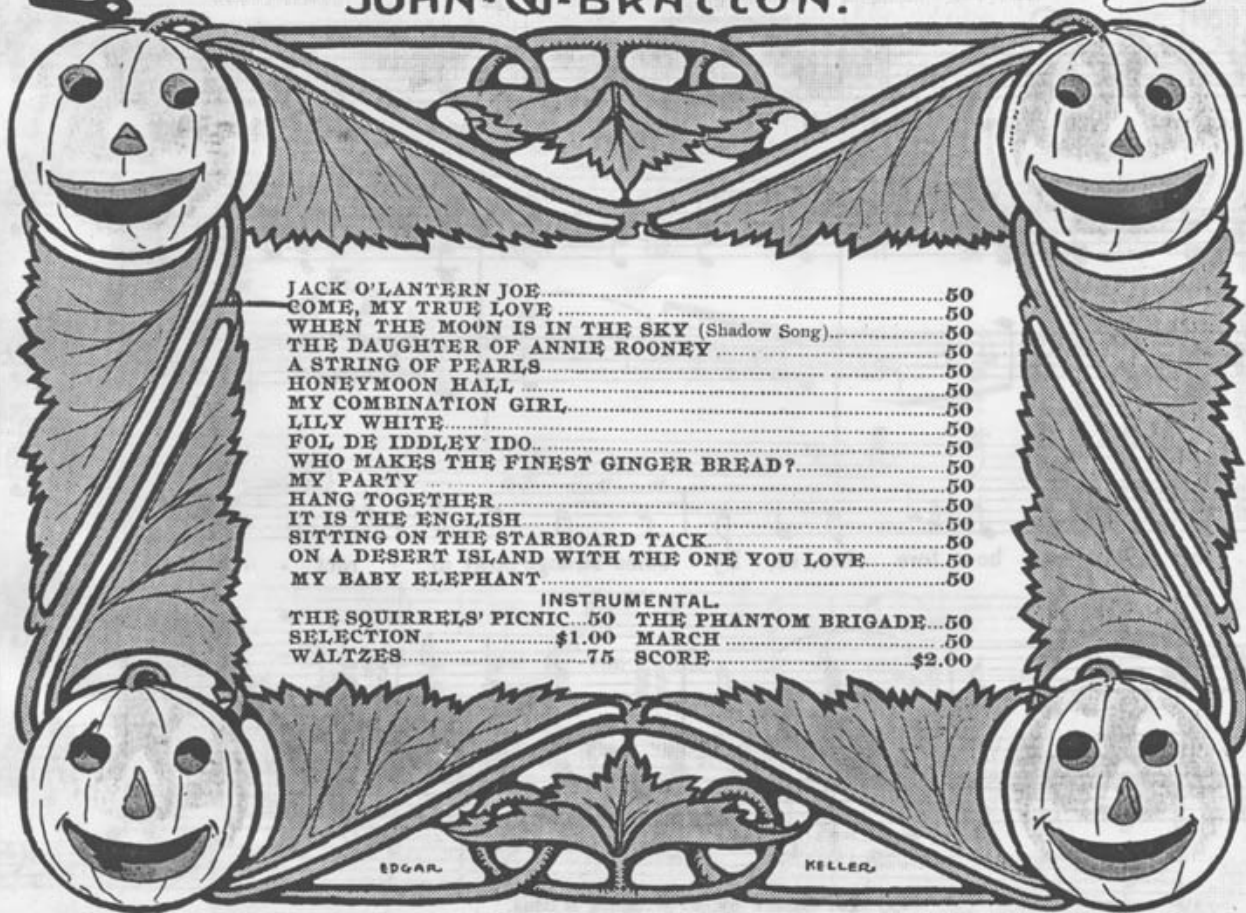 JOHN-W-BRATTON.
JACK O'LANTERN JOE....50
COME, MY TRUE LOVE....50
WHEN THE MOON IS IN THE SKY (Shadow Song)....50
THE DAUGHTER OF ANNIE ROONEY....50
A STRING OF PEARLS....50
HONEYMOON HALL....50
MY COMBINATION GIRL....50
LILY WHITE....50
FOL DE IDDLEY IDO....50
WHO MAKES THE FINEST GINGER BREAD?....50
MY PARTY....50
HANG TOGETHER....50
IT IS THE ENGLISH....50
SITTING ON THE STARBOARD TACK....50
ON A DESERT ISLAND WITH THE ONE YOU LOVE....50
MY BABY ELEPHANT....50
INSTRUMENTAL.
THE SQUIRRELS' PICNIC...50 THE PHANTOM BRIGADE...50
SELECTION....$1.00 MARCH.....50
WALTZES....75 SCORE....$2.00
EDGAR KELLER